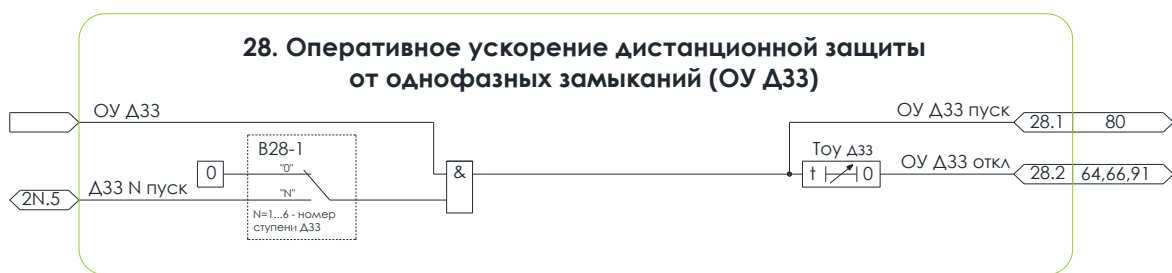 28. Оперативное ускорение дистанционной защиты
от однофазных замыканий (ОУ ДЗЗ)
ОУ ДЗЗ
ОУ ДЗЗ пуск
28.1
80
В28-1
"0"
0
Тоу дзз
&
t
0
ОУ ДЗЗ откл
28.2
64,66,91
2N.5
ДЗЗ N пуск
"N"
N=1...6 - номер
ступени ДЗЗ